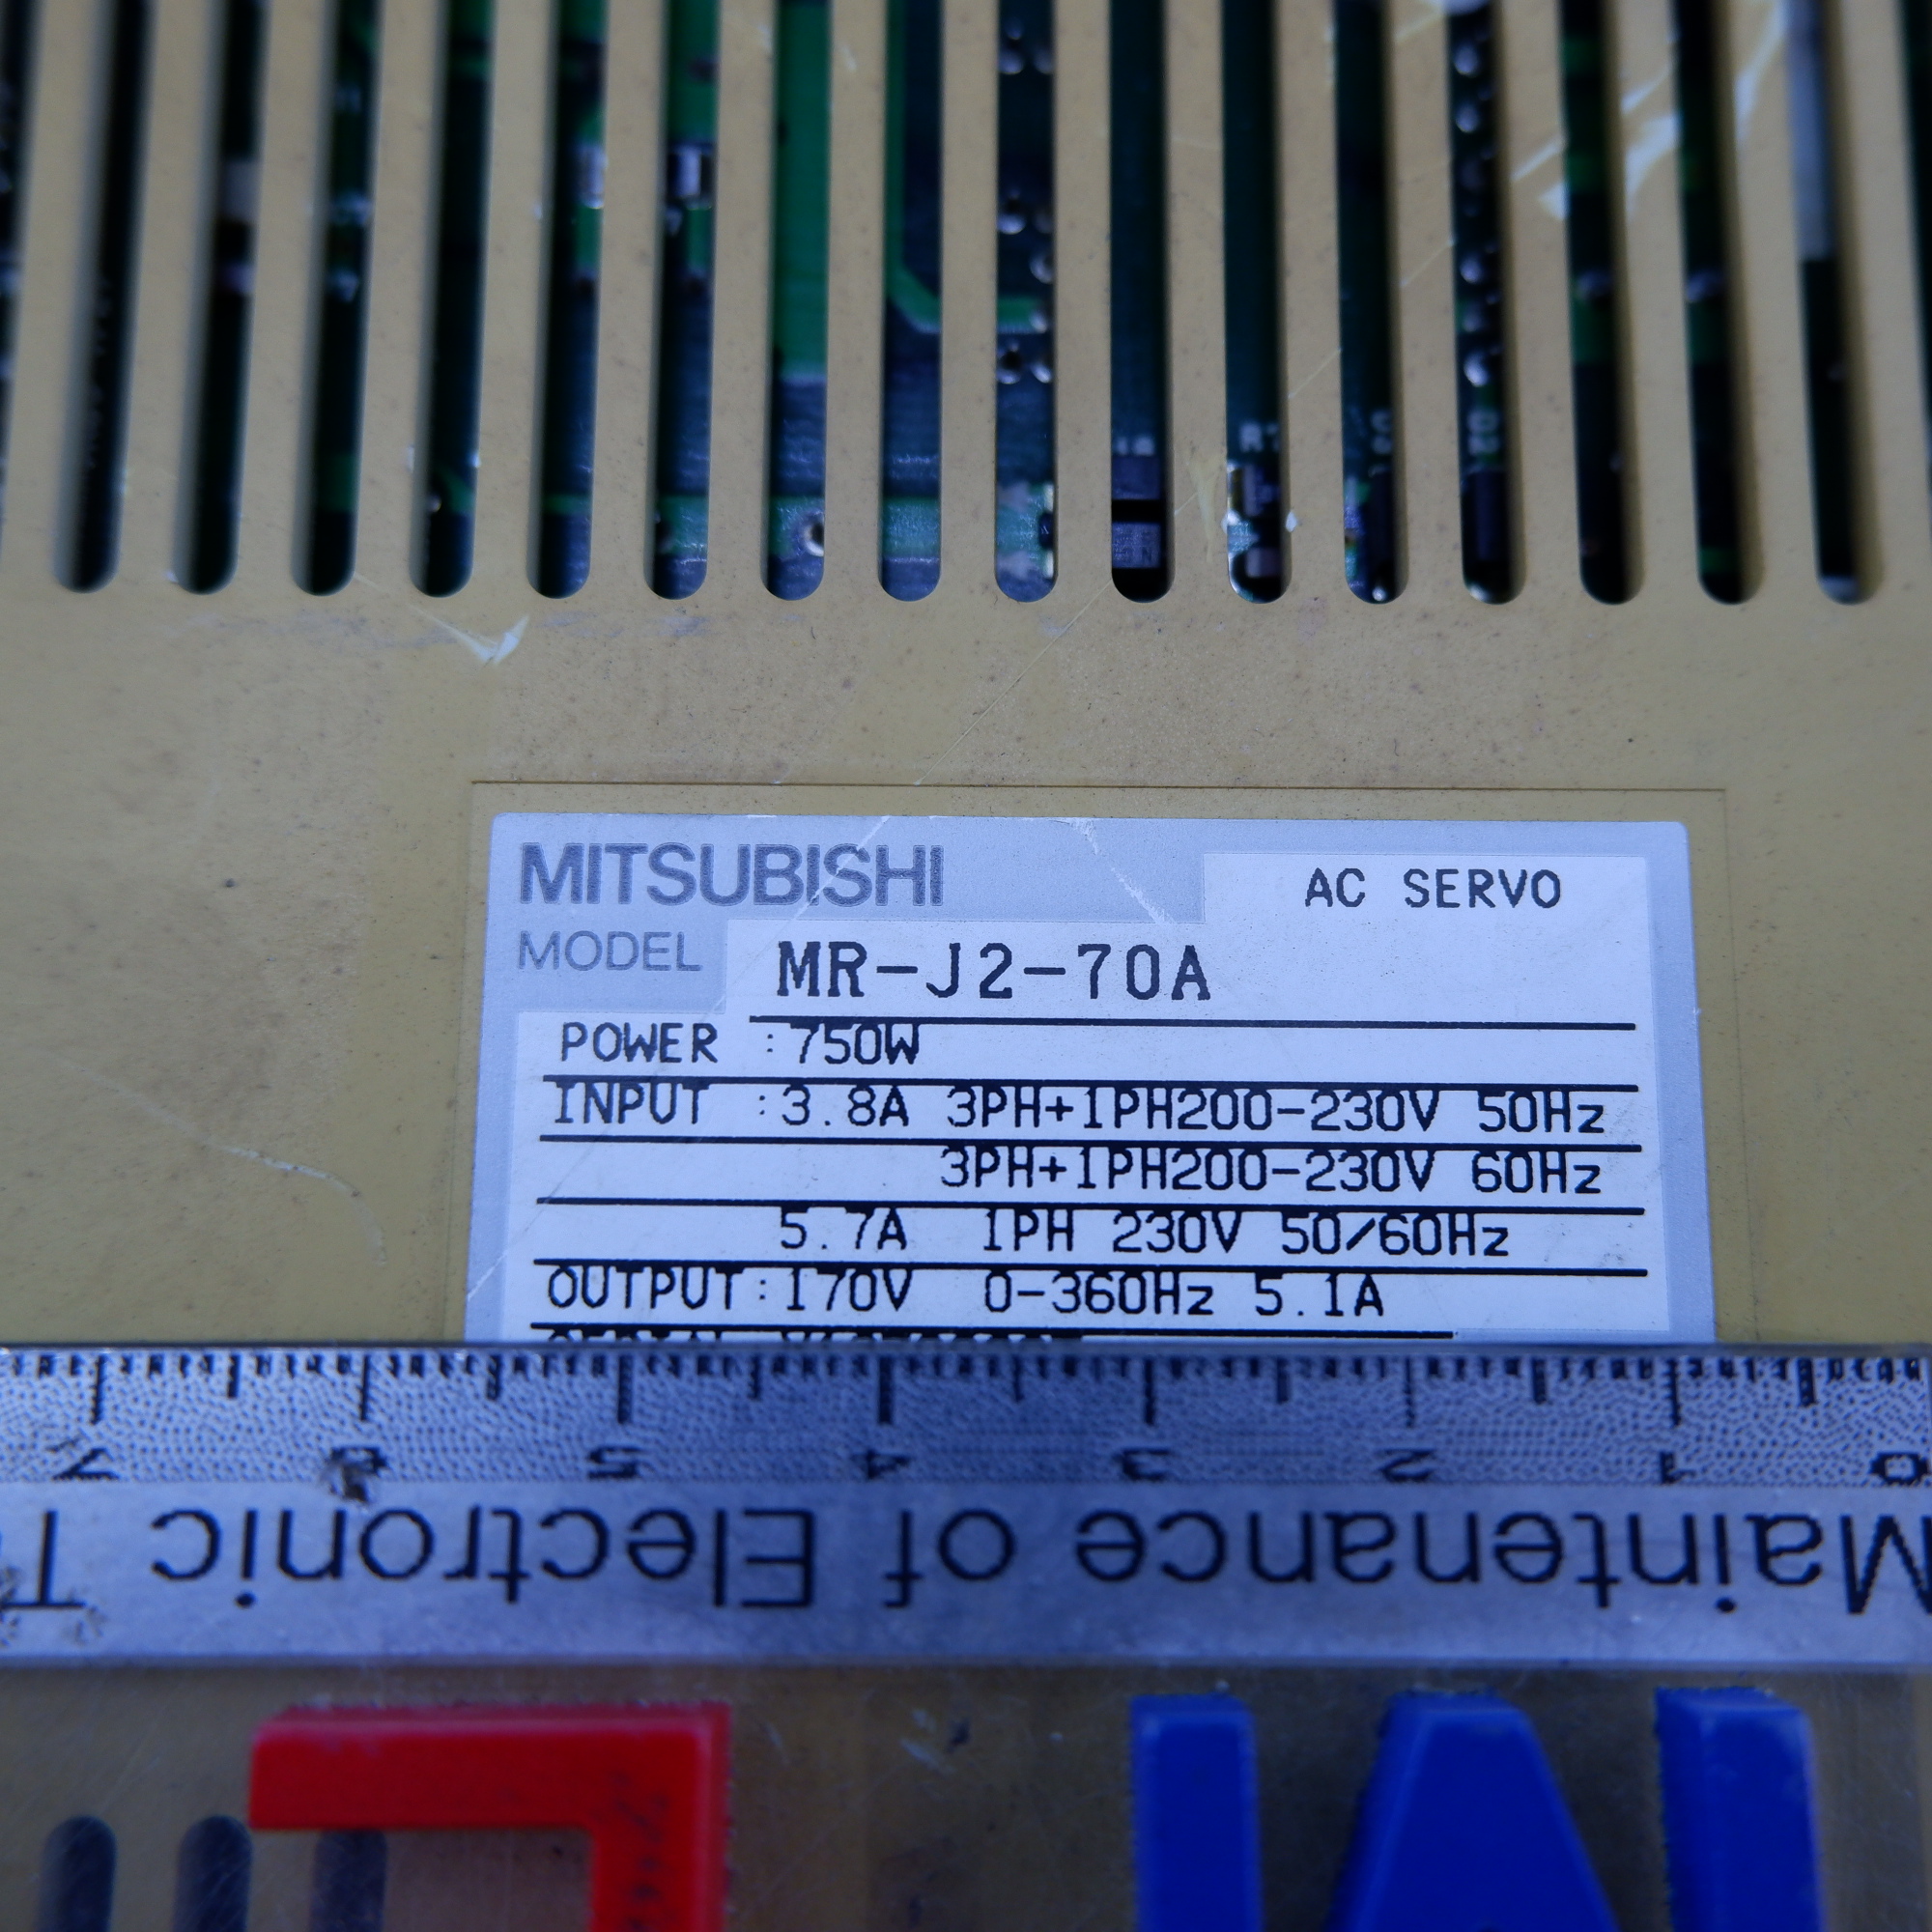 MITSUBISHI
AC SERVO
MODEL MR-J2-70A
POWER :750W
INPUT :3.8A 3PH+1PH200-230V 50Hz
3PH+1PH200-230V 60Hz
5.7A 1PH 230V 50/60Hz
OUTPUT:170V 0-360Hz 5.1A
0 1 2 3 4 5 6 7
Maintenance of Electronic